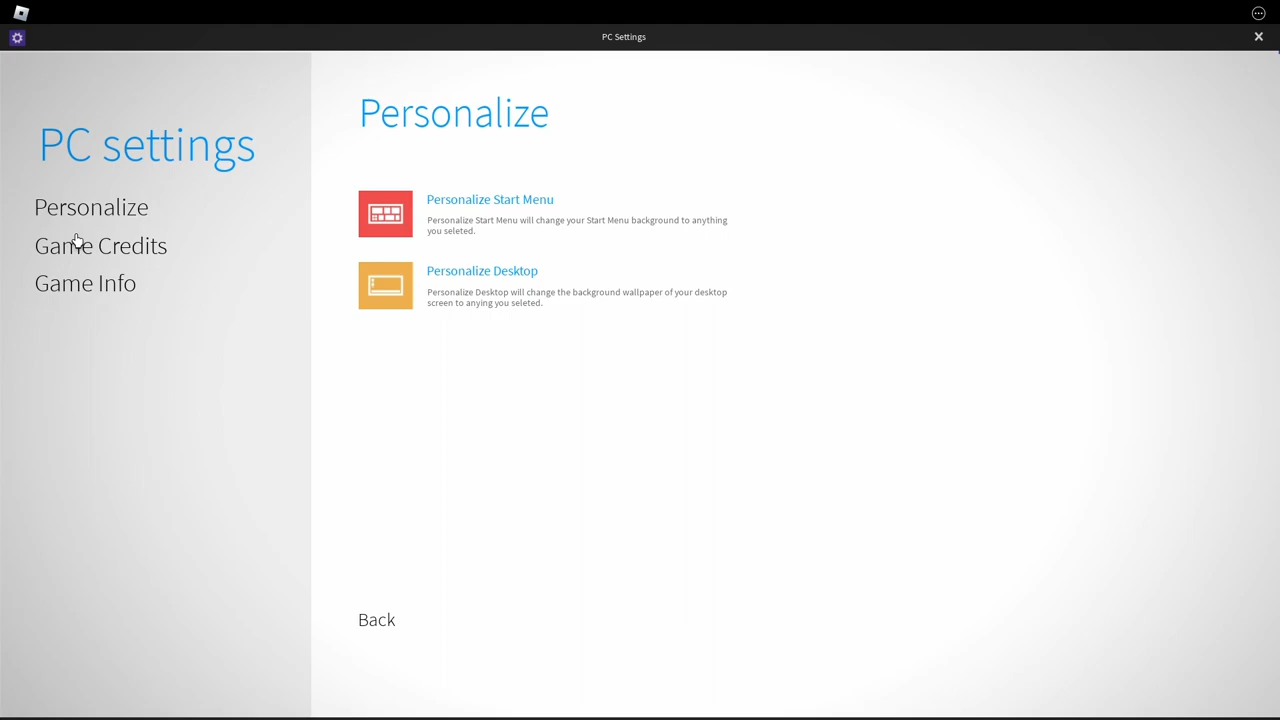 PC Settings
PC settings
Personalize
Game Credits
Game Info
Personalize
Personalize Start Menu
Personalize Start Menu will change your Start Menu background to anything
you seleted.
Personalize Desktop
Personalize Desktop will change the background wallpaper of your desktop
screen to anying you seleted.
Back